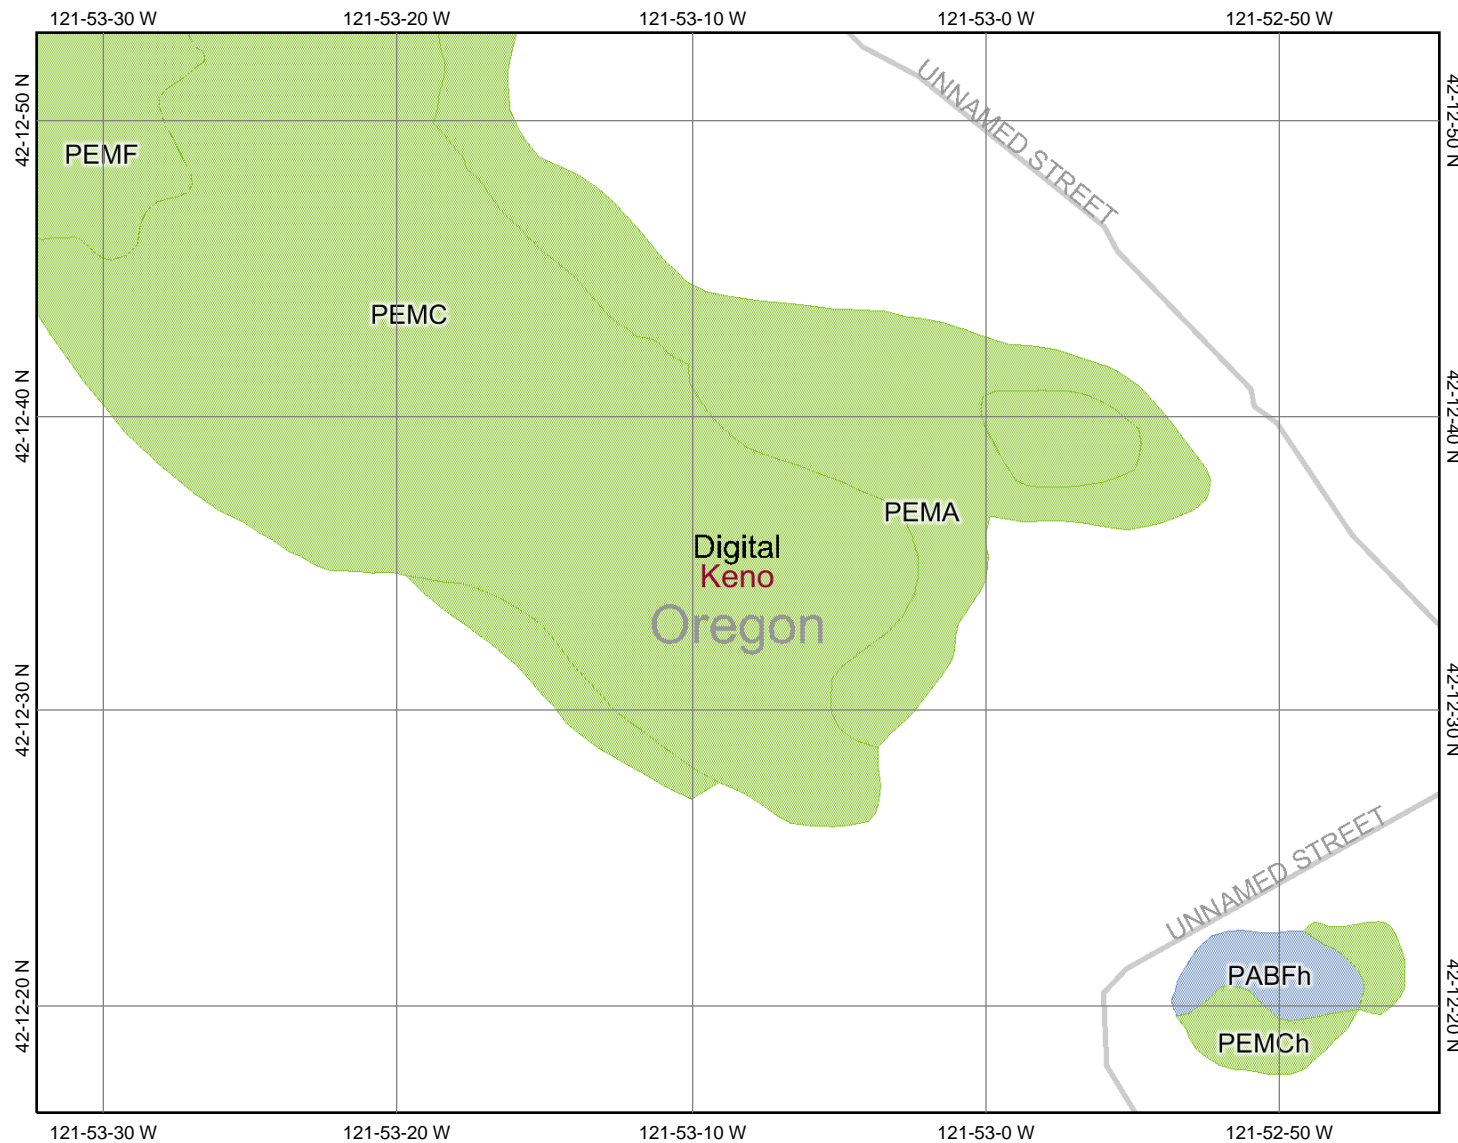 121-53-30 W 121-53-20 W 121-53-10 W 121-53-0 W 121-52-50 W
42-12-50 N
42-12-50 N
UNNAMED STREET
PEMF
PEMC
42-12-40 N
42-12-40 N
PEMA
Digital
Keno
Oregon
42-12-30 N
42-12-30 N
UNNAMED STREET
42-12-20 N
42-12-20 N
PABFh
PEMCh
121-53-30 W 121-53-20 W 121-53-10 W 121-53-0 W 121-52-50 W